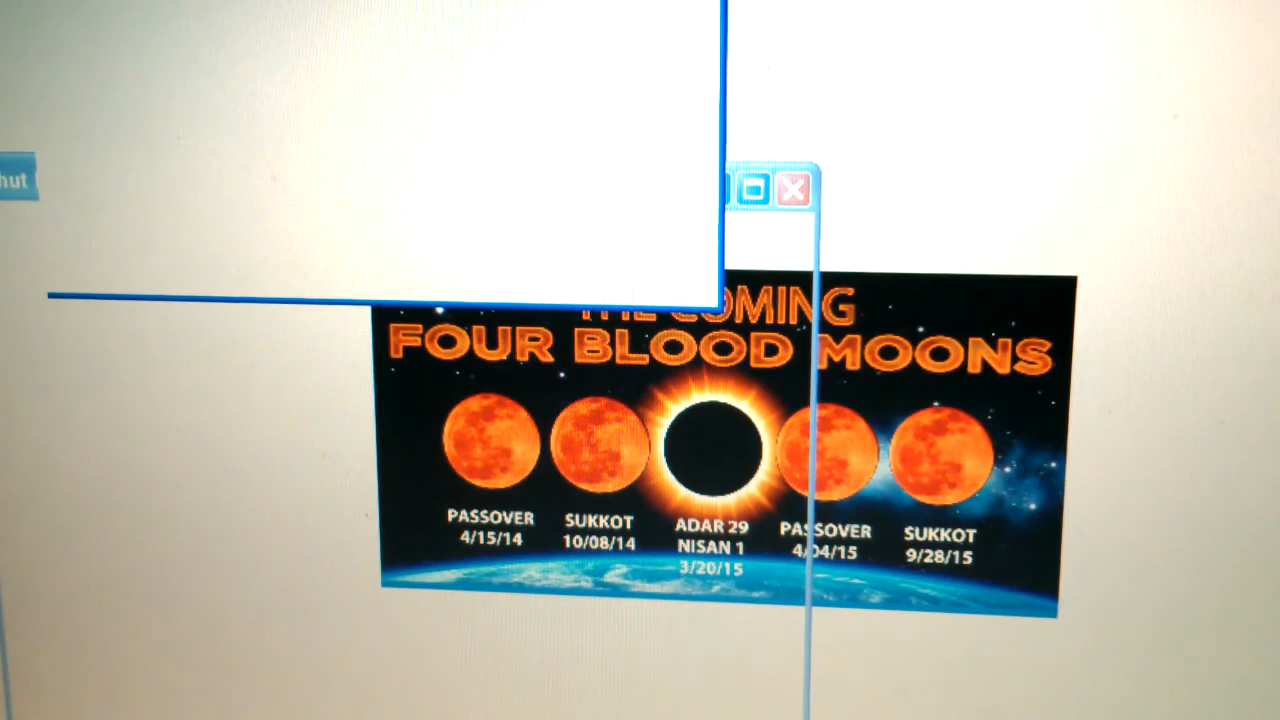 hut
THE COMING
FOUR BLOOD MOONS
PASSOVER
4/15/14
SUKKOT
10/08/14
ADAR 29
NISAN 1
3/20/15
PASSOVER
4/04/15
SUKKOT
9/28/15